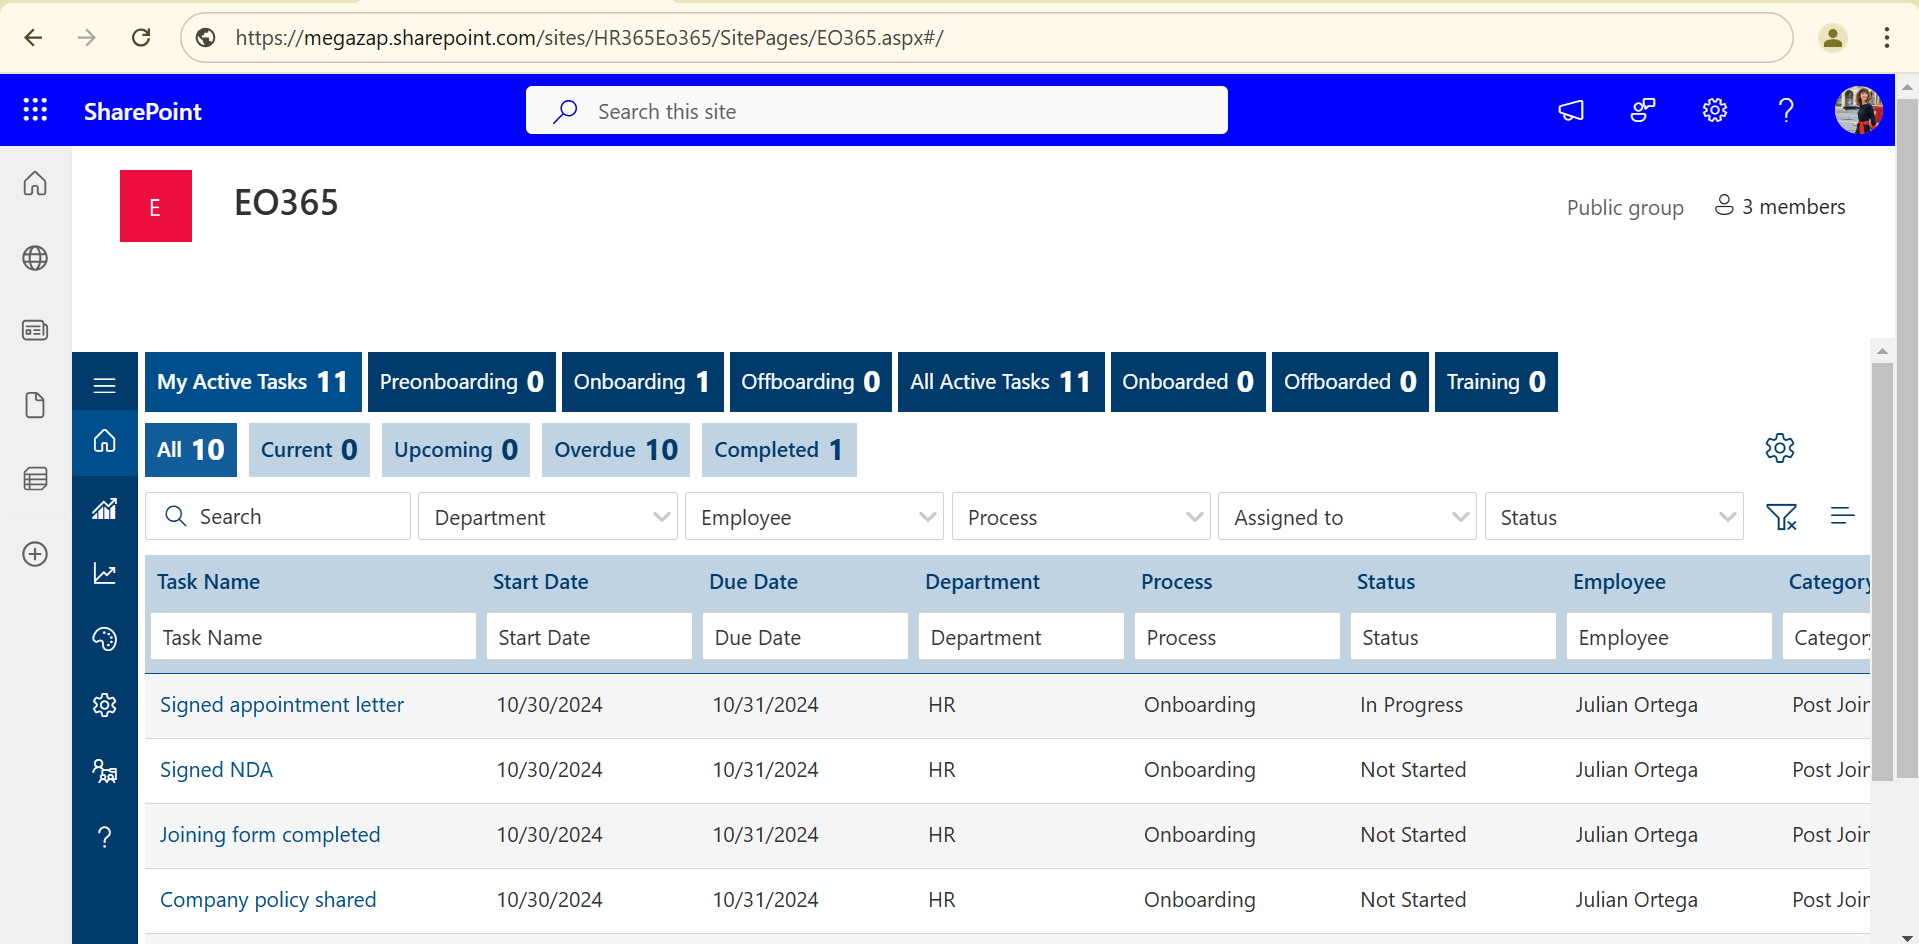 https://megazap.sharepoint.com/sites/HR365Eo365/SitePages/EO365.aspx#/
SharePoint
Search this site
E
EO365
Public group
3 members
My Active Tasks 11
Preonboarding 0
Onboarding 1
Offboarding 0
All Active Tasks 11
Onboarded 0
Offboarded 0
Training 0
All 10
Current 0
Upcoming 0
Overdue 10
Completed 1
Search
Department
Employee
Process
Assigned to
Status
Task Name Start Date Due Date Department Process Status Employee Category
Task Name Start Date Due Date Department Process Status Employee Category
Signed appointment letter 10/30/2024 10/31/2024 HR Onboarding In Progress Julian Ortega Post Join
Signed NDA 10/30/2024 10/31/2024 HR Onboarding Not Started Julian Ortega Post Join
Joining form completed 10/30/2024 10/31/2024 HR Onboarding Not Started Julian Ortega Post Join
Company policy shared 10/30/2024 10/31/2024 HR Onboarding Not Started Julian Ortega Post Join